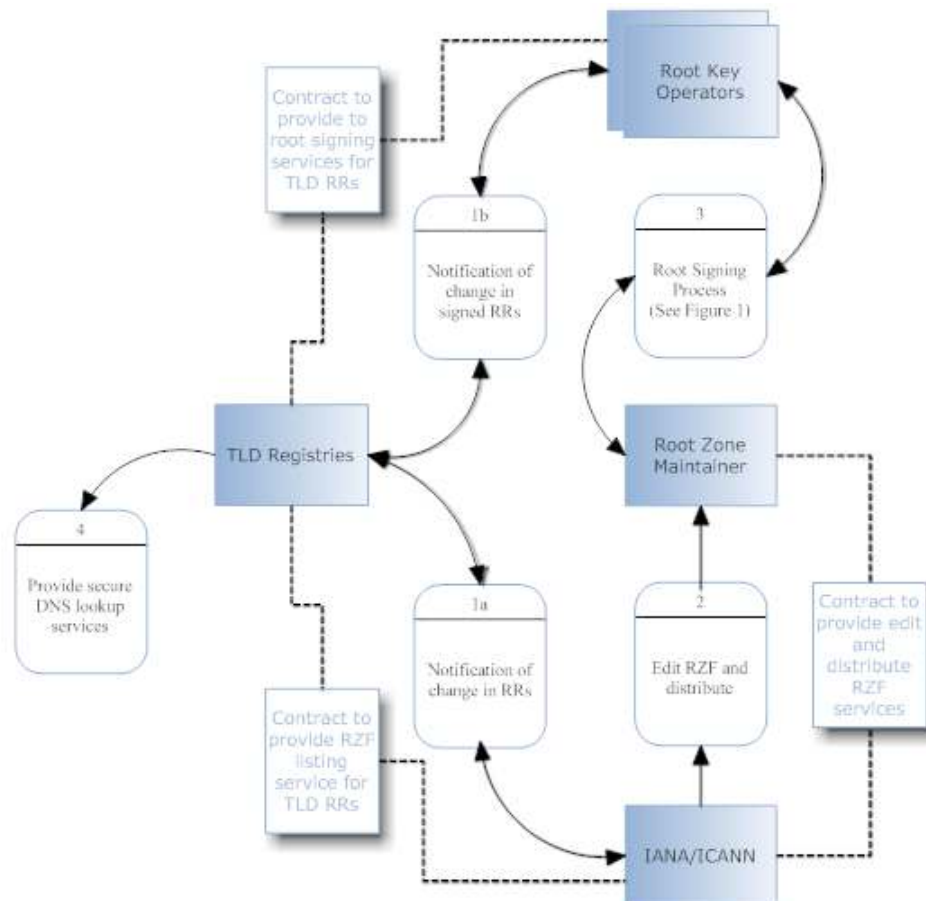 Root Key
Operators
Contract to
provide to
root signing
services for
TLD RRs
1b
Notification of
change in
signed RRs
3
Root Signing
Process
(See Figure 1)
TLD Registries
Root Zone
Maintainer
4
Provide secure
DNS lookup
services
1a
Notification of
change in RRs
2
Edit RZF and
distribute
Contract to
provide edit
and
distribute
RZF
services
Contract to
provide RZF
listing
service for
TLD RRs
IANA/ICANN